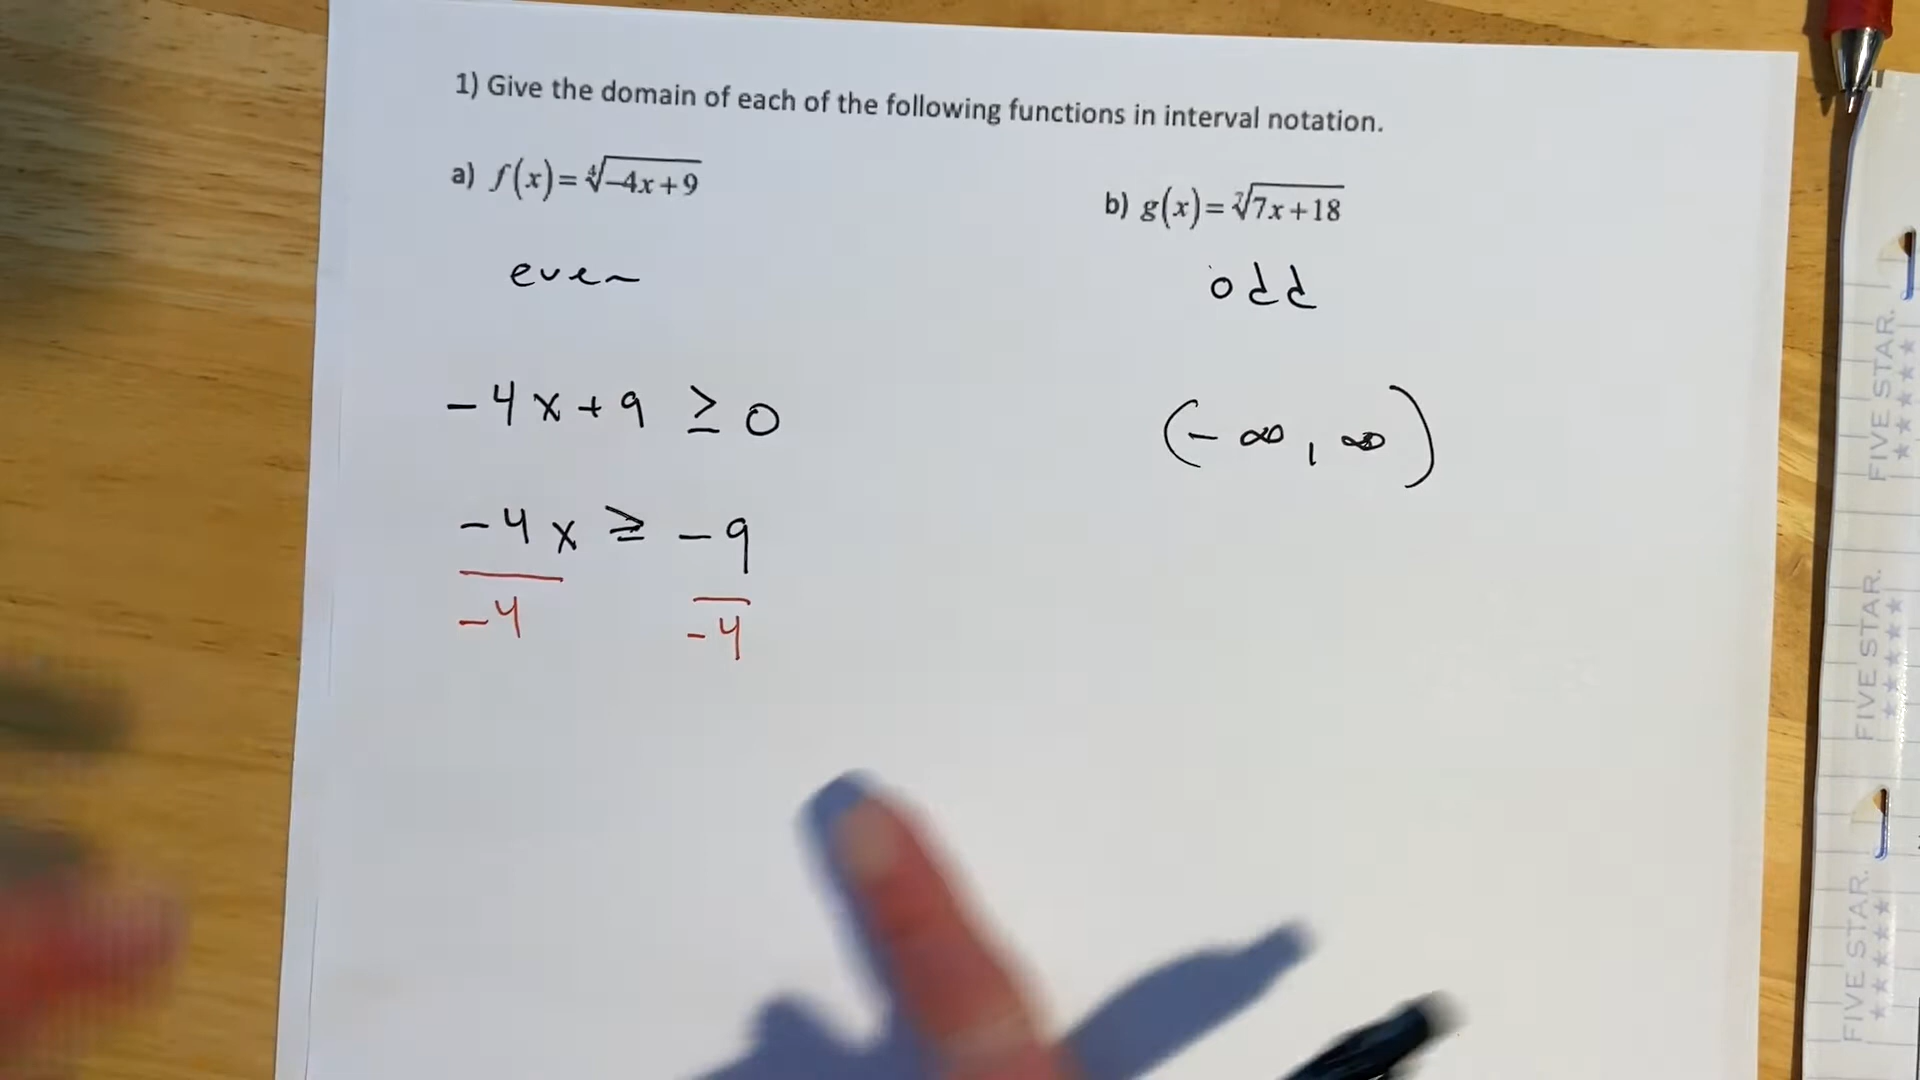 1) Give the domain of each of the following functions in interval notation.
a) f(x)=∜-4x+9
b) g(x)=⁷√7x+18
even
odd
-4x+9 ≥ 0
(-∞, ∞)
-4x ≥ -9
-4 -4
FIVE STAR. ★★★★★
FIVE STAR. ★★★★★
FIVE STAR. ★★★★★